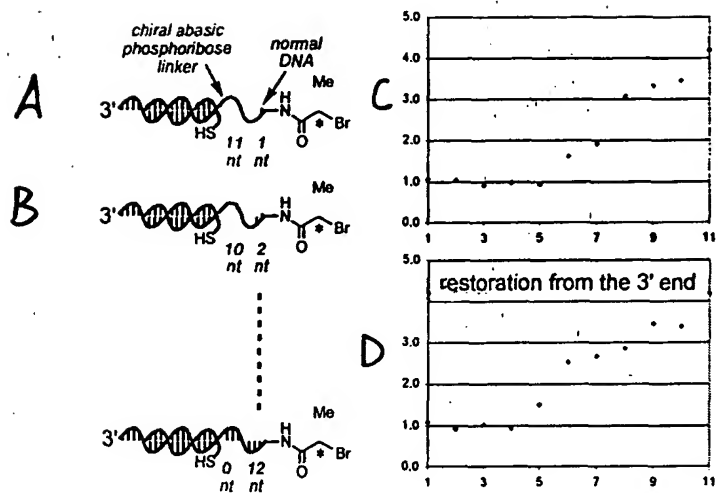 chiral abasic
phosphoribose
linker
normal
DNA
A
3'
HS
11 1
nt nt
H
N
O
Me
*
Br
B
3'
HS
10 2
nt nt
H
N
O
Me
*
Br
3'
HS
0 12
nt nt
H
N
O
Me
*
Br
C
5.0
4.0
3.0
2.0
1.0
0.0
1 3 5 7 9 11
D
5.0
restoration from the 3' end
3.0
2.0
1.0
0.0
1 3 5 7 9 11